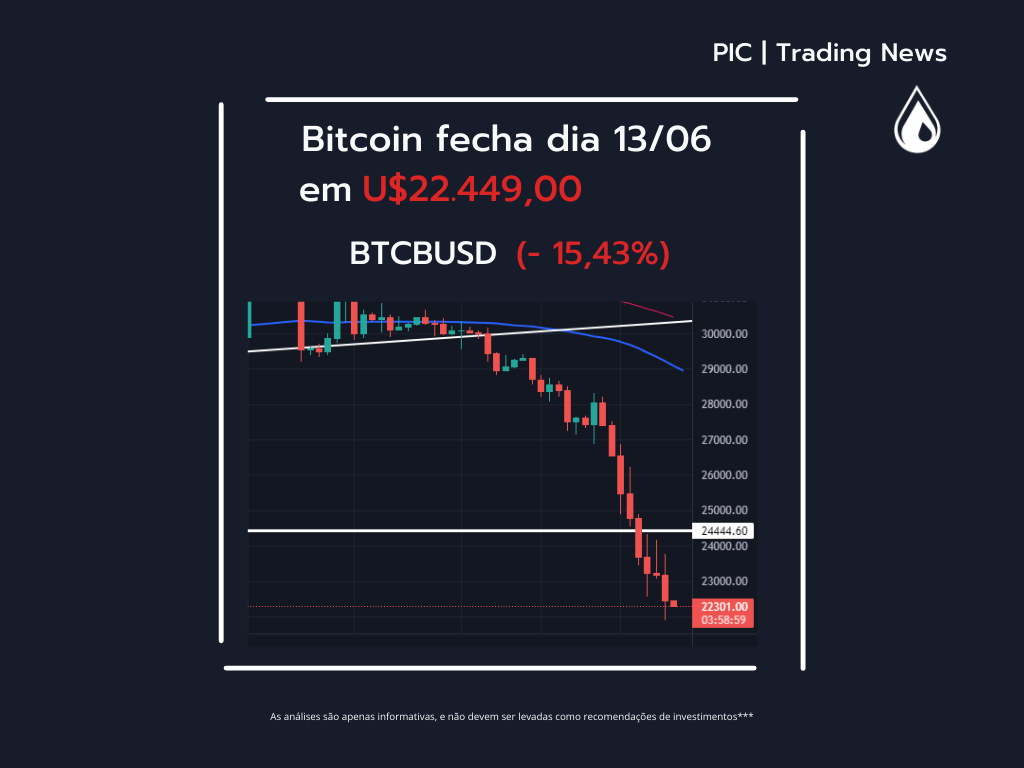 PIC | Trading News
Bitcoin fecha dia 13/06
em U$22.449,00
BTCBUSD (- 15,43%)
30000.00
29000.00
28000.00
27000.00
26000.00
25000.00
24444.60
24000.00
23000.00
22301.00
03:58:59
As análises são apenas informativas, e não devem ser levadas como recomendações de investimentos***